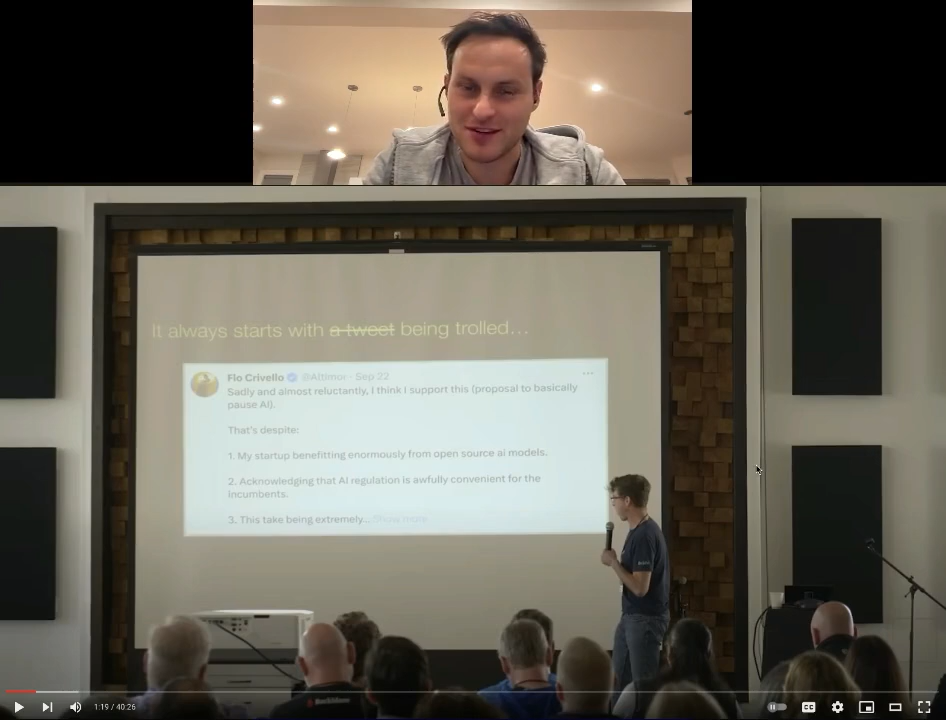 It always starts with a tweet being trolled...
Flo Crivello @Altimor · Sep 22
Sadly and almost reluctantly, I think I support this (proposal to basically
pause AI).
That's despite:
1. My startup benefitting enormously from open source ai models.
2. Acknowledging that AI regulation is awfully convenient for the
incumbents.
3. This take being extremely... Show more
1:19 / 40:26
CC